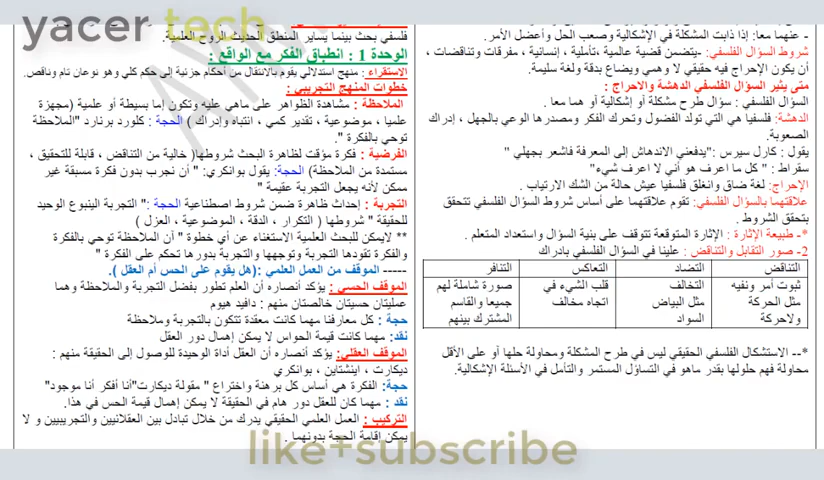 yacer tech
- عنهما معا: إذا ذابت المشكلة في الإشكالية وصعب الحل وأعضل الأمر.
شروط السؤال الفلسفي: -يتضمن قضية عالمية ،تأملية ، إنسانية ، مفرقات وتناقضات ،
أن يكون الإحراج فيه حقيقي لا وهمي ويضاع بدقة ولغة سليمة.
متى يثير السؤال الفلسفي الدهشة والاحراج :
السؤال الفلسفي : سؤال طرح مشكلة أو إشكالية أو هما معا .
الدهشة: فلسفيا هي التي تولد الفضول وتحرك الفكر ومصدرها الوعي بالجهل ، إدراك
الصعوبة.
يقول : كارل سيرس :"يدفعني الاندهاش إلى المعرفة فاشعر بجهلي "
سقراط : " كل ما اعرف هو أني لا اعرف شيء"
الإحراج: لغة ضاق وانغلق فلسفيا عيش حالة من الشك الارتياب .
علاقتهما بالسؤال الفلسفي: تقوم علاقتهما على أساس شروط السؤال الفلسفي تتحقق
بتحقق الشروط .
*- طبيعة الإثارة : الإثارة المتوقعة تتوقف على بنية السؤال واستعداد المتعلم .
2- صور التقابل والتناقض : علينا في السؤال الفلسفي بادراك
التناقض التضاد التعاكس التنافر
ثبوت أمر ونفيه التخالف قلب الشيء في صورة شاملة لهم
مثل الحركة مثل البياض اتجاه مخالف جميعا والقاسم
ولاحركة السواد المشترك بينهم
*-- الاستشكال الفلسفي الحقيقي ليس في طرح المشكلة ومحاولة حلها أو على الأقل
محاولة فهم حلولها بقدر ماهو في التساؤل المستمر والتأمل في الأسئلة الإشكالية.
فلسفي بحث بينما يساير المنطق الحديث الروح العلمية.
الوحدة 1 : انطباق الفكر مع الواقع :
الاستقراء : منهج استدلالي يقوم بالانتقال من أحكام جزئية إلى حكم كلي وهو نوعان تام وناقص.
خطوات المنهج التجريبي :
الملاحظة : مشاهدة الظواهر على ماهي عليه وتكون إما بسيطة أو علمية (مجهزة
علميا ، موضوعية ، تقدير كمي ، انتباه وإدراك ) الحجة : كلورد برنارد "الملاحظة
توحي بالفكرة ".
الفرضية : فكرة مؤقت لظاهرة البحث شروطها( خالية من التناقض ، قابلة للتحقيق ،
مستمدة من الملاحظة) الحجة: يقول بوانكري: " أن نجرب بدون فكرة مسبقة غير
ممكن لأنه يجعل التجربة عقيمة "
التجربة : إحداث ظاهرة ضمن شروط اصطناعية الحجة :" التجربة الينبوع الوحيد
للحقيقة " شروطها ( التكرار ، الدقة ، الموضوعية ، العزل )
** لايمكن للبحث العلمية الاستغناء عن أي خطوة " أن الملاحظة توحي بالفكرة
والفكرة تقودها التجربة وتوجهها والتجربة بدورها تحكم على الفكرة "
----- الموقف من العمل العلمي :(هل يقوم على الحس أم العقل ).
الموقف الحسي : يؤكد أنصاره أن العلم تطور بفضل التجربة والملاحظة وهما
عمليتان حسيتان خالصتان منهم : دافيد هيوم
حجة : كل معارفنا مهما كانت معقدة تتكون بالتجربة وملاحظة
نقد: مهما كانت قيمة الحواس لا يمكن إهمال دور العقل
الموقف العقلي: يؤكد أنصاره أن العقل أداة الوحيدة للوصول إلى الحقيقة منهم :
ديكارت ، اينشتاين ، بوانكري
حجة: الفكرة هي أساس كل برهنة واختراع " مقولة ديكارت"أنا أفكر أنا موجود"
نقد : مهما كان للعقل دور هام في الحقيقة لا يمكن إهمال قيمة الحس في هذا.
التركيب : العمل العلمي الحقيقي يدرك من خلال تبادل بين العقلانيين والتجريبيين و لا
يمكن إقامة الحجة بدونهما .
like+subscribe